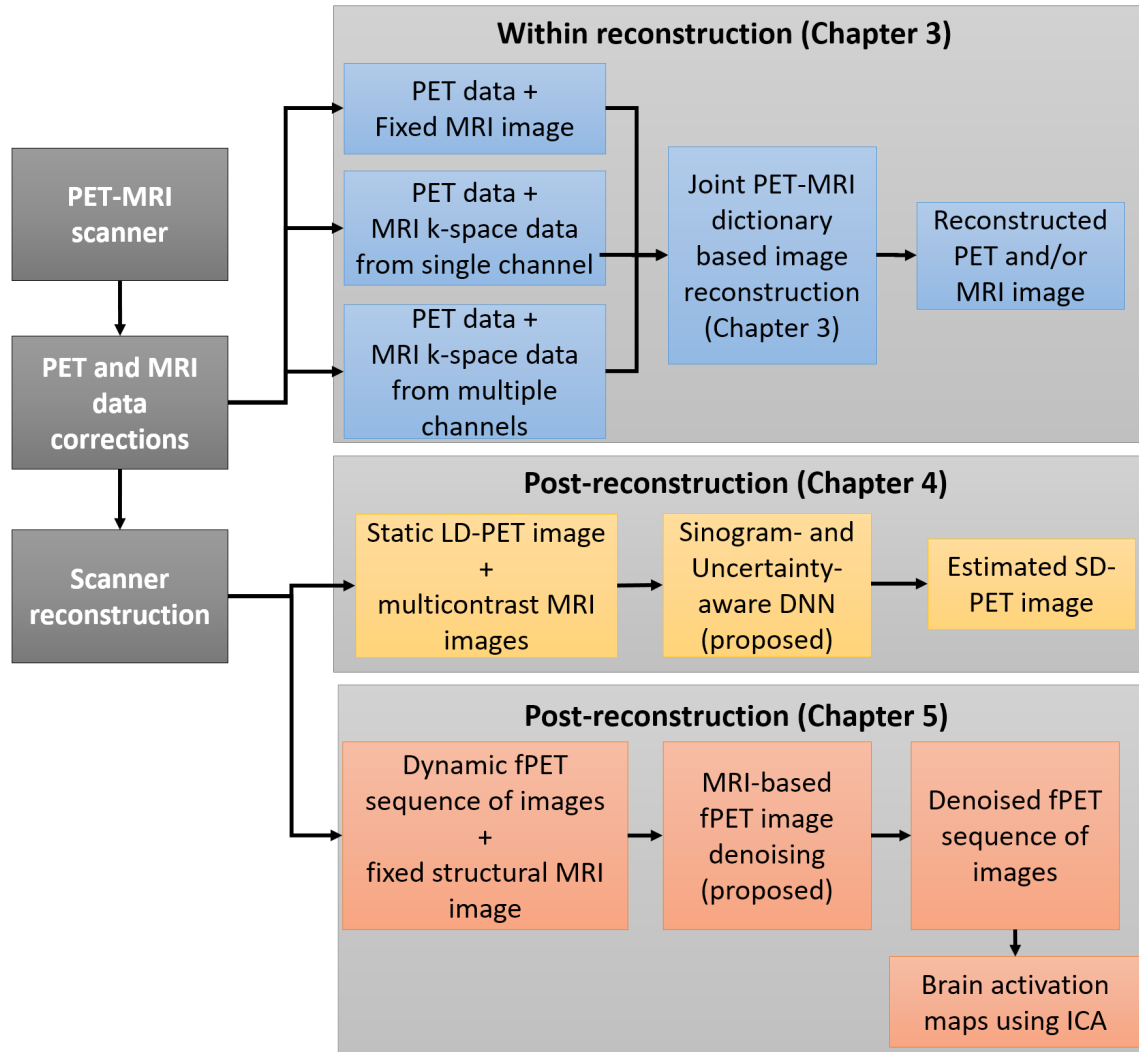 PET-MRI
scanner
PET and MRI
data
corrections
Scanner
reconstruction
Within reconstruction (Chapter 3)
PET data +
Fixed MRI image
PET data +
MRI k-space data
from single channel
PET data +
MRI k-space data
from multiple
channels
Joint PET-MRI
dictionary
based image
reconstruction
(Chapter 3)
Reconstructed
PET and/or
MRI image
Post-reconstruction (Chapter 4)
Static LD-PET image
+
multicontrast MRI
images
Sinogram- and
Uncertainty-
aware DNN
(proposed)
Estimated SD-
PET image
Post-reconstruction (Chapter 5)
Dynamic fPET
sequence of images
+
fixed structural MRI
image
MRI-based
fPET image
denoising
(proposed)
Denoised fPET
sequence of
images
Brain activation
maps using ICA